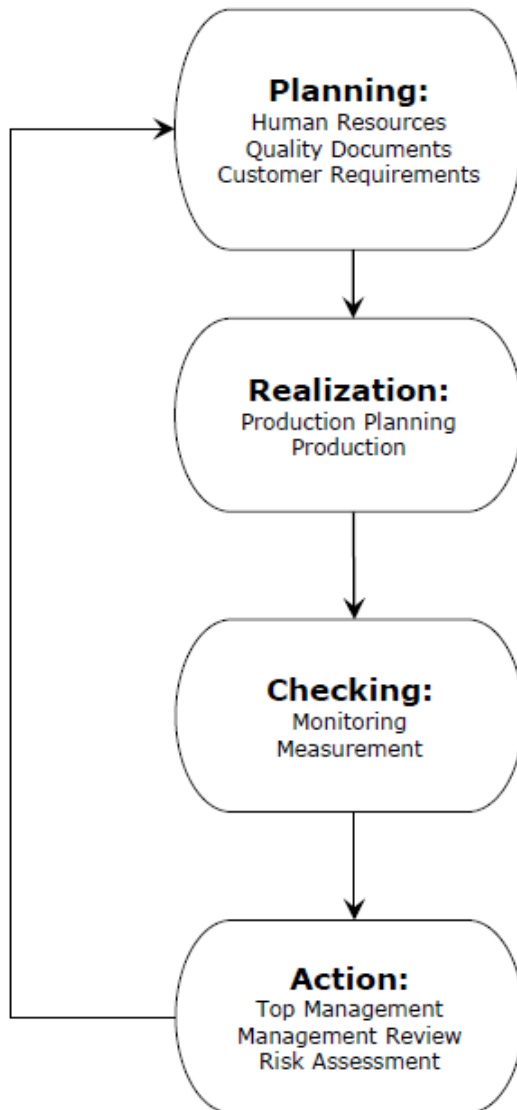 Planning:
Human Resources
Quality Documents
Customer Requirements
Realization:
Production Planning
Production
Checking:
Monitoring
Measurement
Action:
Top Management
Management Review
Risk Assessment